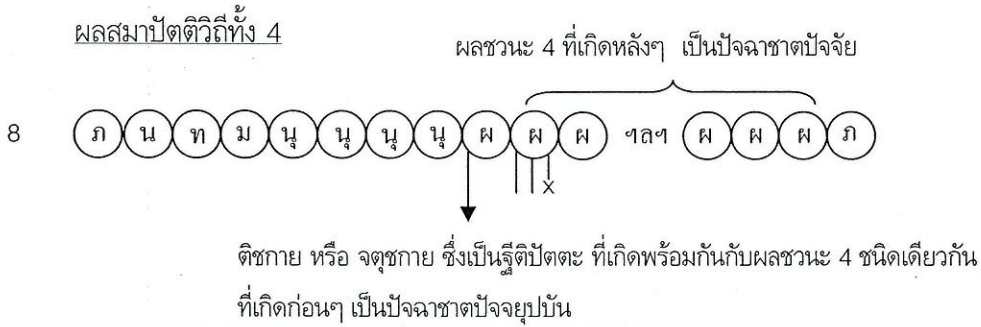 ผลสมาปัตติวิถีทั้ง 4
ผลชวนะ 4 ที่เกิดหลังๆ เป็นปัจฉาชาตปัจจัย
8 ภ น ท ม นุ นุ นุ นุ ผ ผ ผ ฯลฯ ผ ผ ผ ภ
x
ติชกาย หรือ จตุชกาย ซึ่งเป็นฐีติปัตตะ ที่เกิดพร้อมกันกับผลชวนะ 4 ชนิดเดียวกัน
ที่เกิดก่อนๆ เป็นปัจฉาชาตปัจจยุปบัน